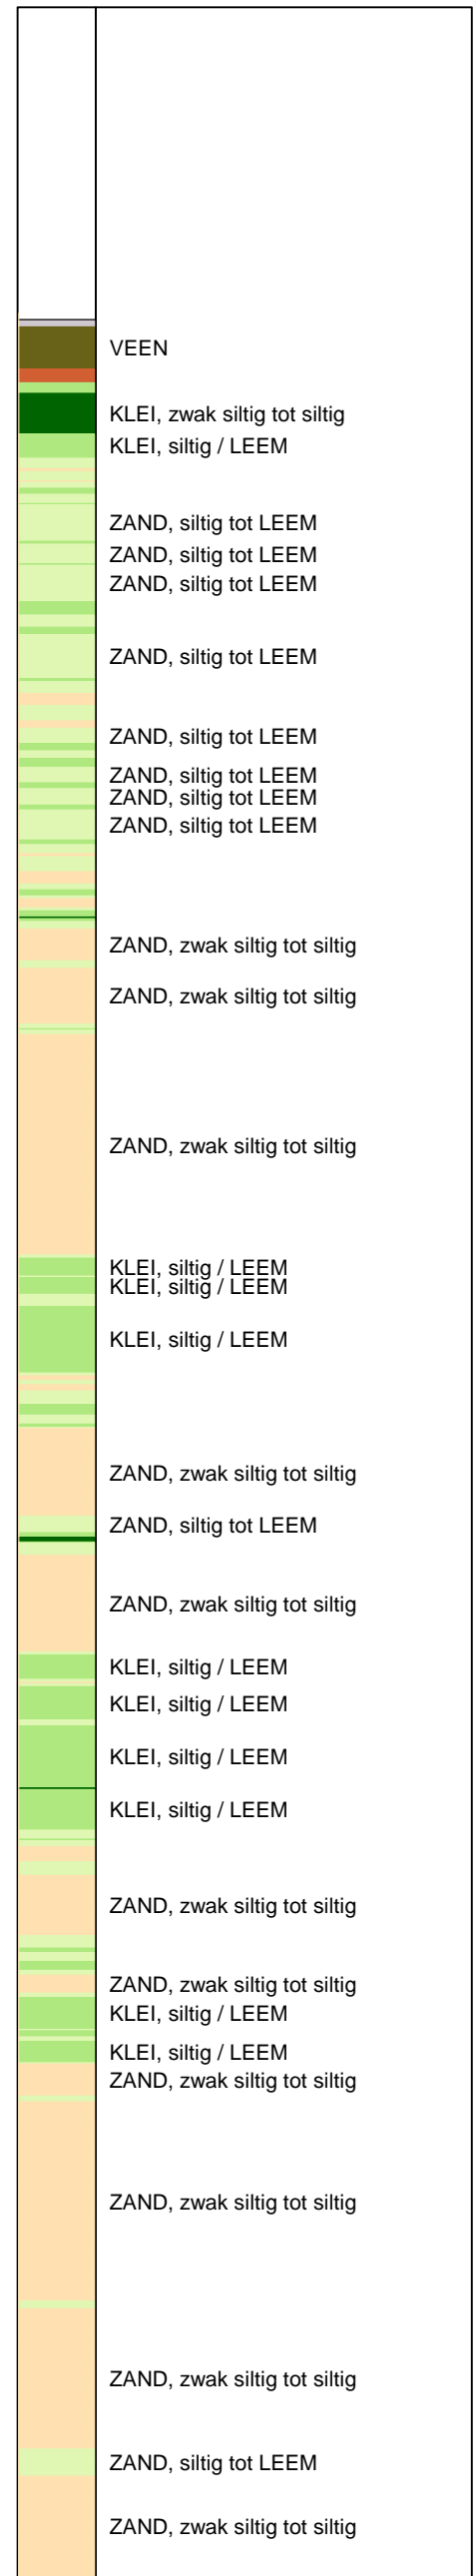 VEEN
KLEI, zwak siltig tot siltig
KLEI, siltig / LEEM
ZAND, siltig tot LEEM
ZAND, siltig tot LEEM
ZAND, siltig tot LEEM
ZAND, siltig tot LEEM
ZAND, siltig tot LEEM
ZAND, siltig tot LEEM
ZAND, siltig tot LEEM
ZAND, siltig tot LEEM
ZAND, zwak siltig tot siltig
ZAND, zwak siltig tot siltig
ZAND, zwak siltig tot siltig
KLEI, siltig / LEEM
KLEI, siltig / LEEM
KLEI, siltig / LEEM
ZAND, zwak siltig tot siltig
ZAND, siltig tot LEEM
ZAND, zwak siltig tot siltig
KLEI, siltig / LEEM
KLEI, siltig / LEEM
KLEI, siltig / LEEM
KLEI, siltig / LEEM
ZAND, zwak siltig tot siltig
ZAND, zwak siltig tot siltig
KLEI, siltig / LEEM
KLEI, siltig / LEEM
ZAND, zwak siltig tot siltig
ZAND, zwak siltig tot siltig
ZAND, zwak siltig tot siltig
ZAND, siltig tot LEEM
ZAND, zwak siltig tot siltig